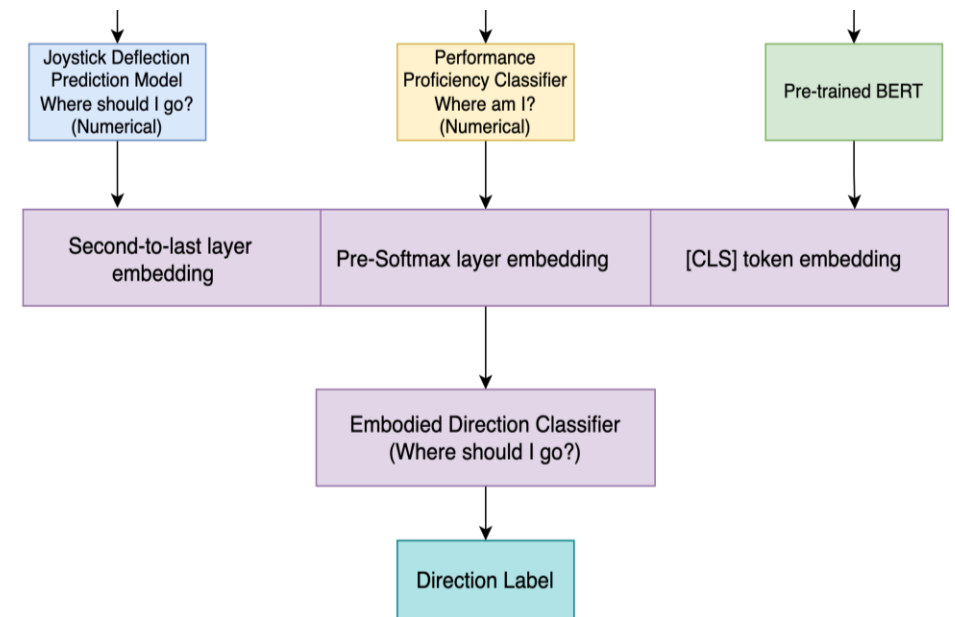 Joystick Deflection
Prediction Model
Where should I go?
(Numerical)
Performance
Proficiency Classifier
Where am I?
(Numerical)
Pre-trained BERT
Second-to-last layer
embedding
Pre-Softmax layer embedding
[CLS] token embedding
Embodied Direction Classifier
(Where should I go?)
Direction Label